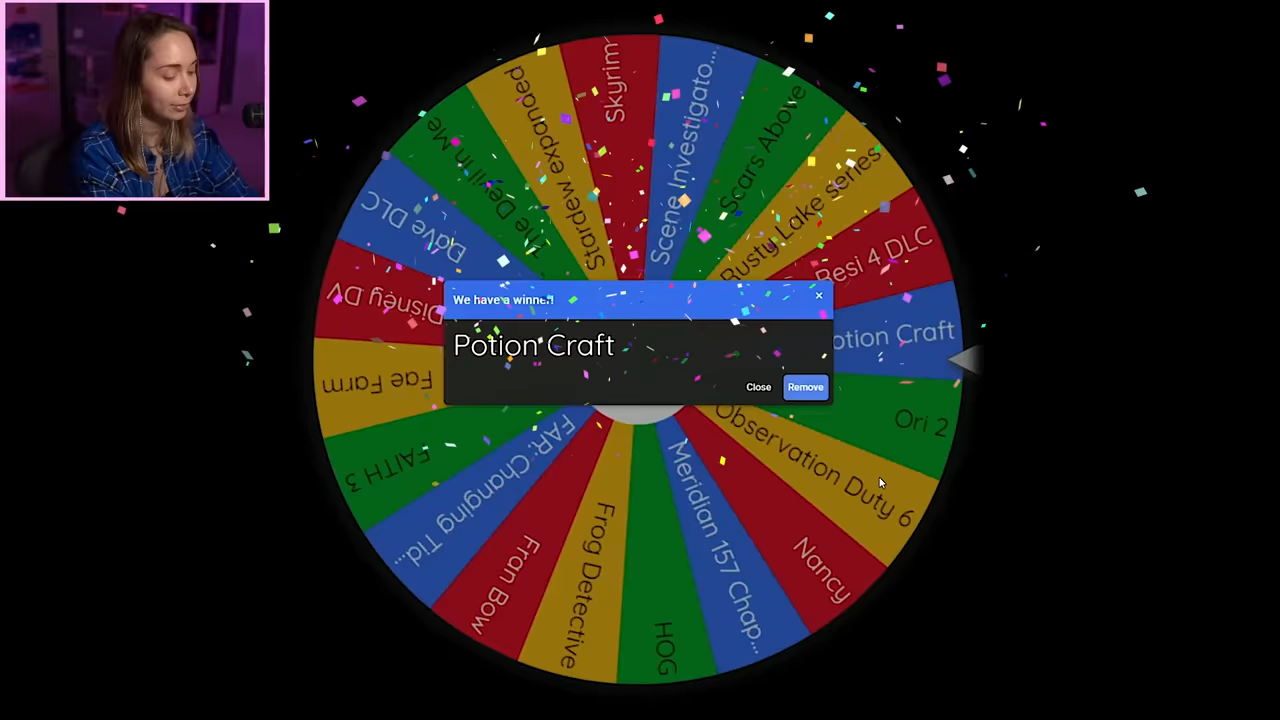 Skyrim
Scene Investigato...
Scars Above
Rusty Lake series
Resi 4 DLC
otion Craft
Ori 2
Observation Duty 6
Nancy
Meridian 157 Chap...
HOG
Frog Detective
Fran Bow
FAR: Changing Tid...
FAITH 3
Fae Farm
Disney DV
Dave DLC
The Devil in Me
Stardew expanded
We have a winner!
×
Potion Craft
Close
Remove